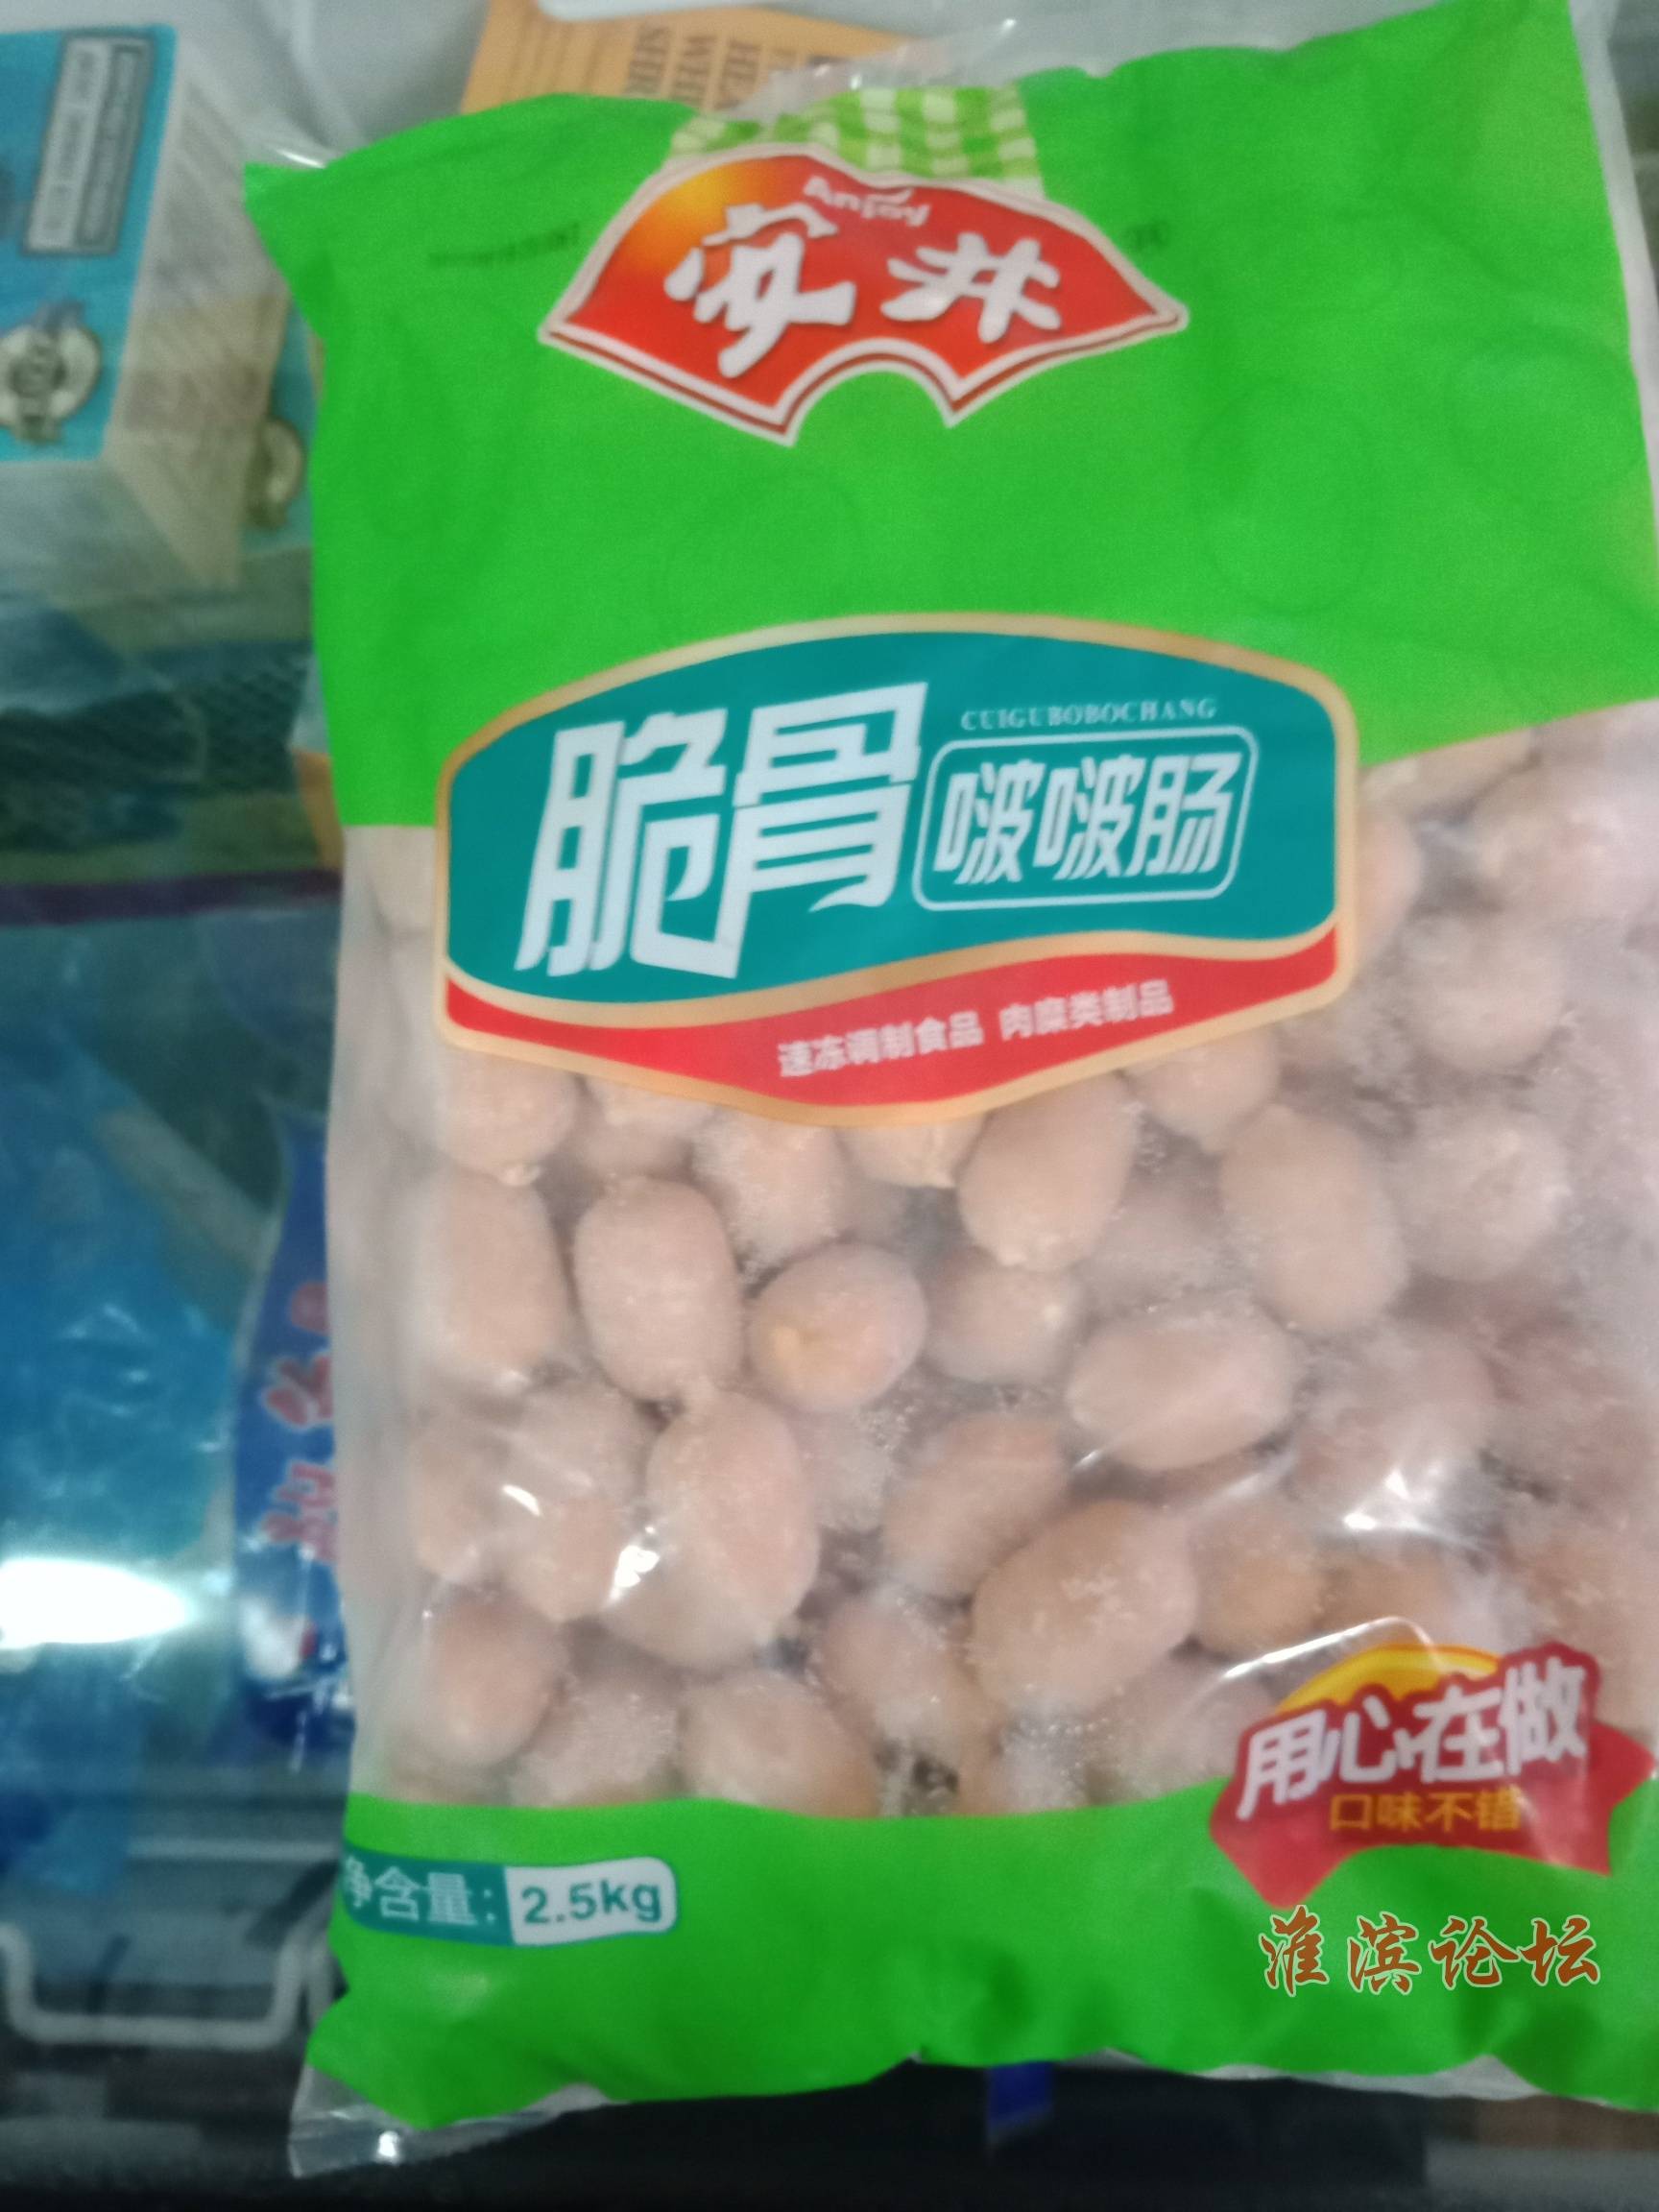 Anjoy
安井
脆骨
CUIGUBOBOCHANG
啵啵肠
速冻调制食品 肉糜类制品
用心在做
口味不错
净含量: 2.5kg
淮滨论坛